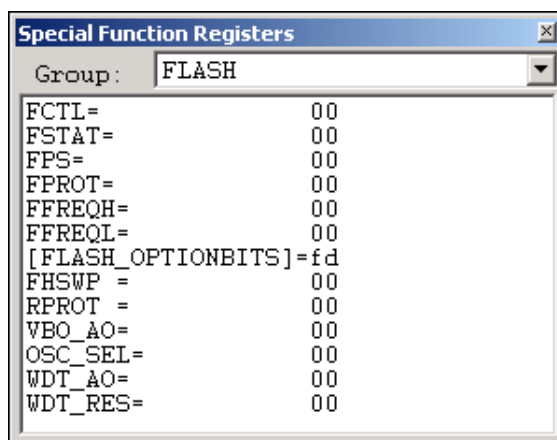 Special Function Registers
Group: FLASH
FCTL= 00
FSTAT= 00
FPS= 00
FPROT= 00
FFREQH= 00
FFREQL= 00
[FLASH_OPTIONBITS]=fd
FHSWP = 00
RPROT = 00
VBO_AO= 00
OSC_SEL= 00
WDT_AO= 00
WDT_RES= 00